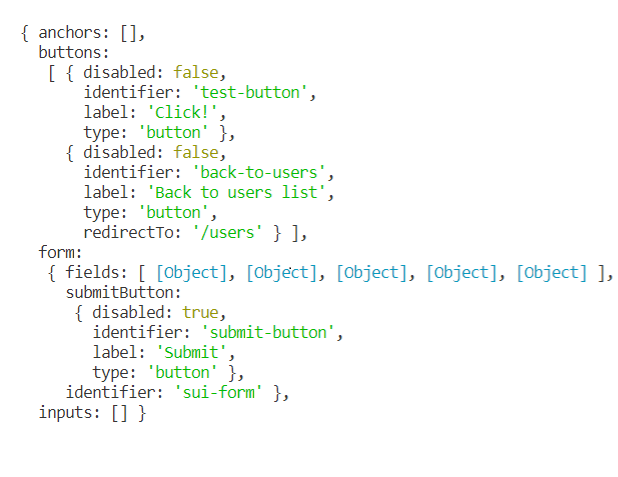 { anchors: [],
  buttons:
   [ { disabled: false,
       identifier: 'test-button',
       label: 'Click!',
       type: 'button' },
     { disabled: false,
       identifier: 'back-to-users',
       label: 'Back to users list',
       type: 'button',
       redirectTo: '/users' } ],
  form:
   { fields: [ [Object], [Object], [Object], [Object], [Object] ],
     submitButton:
      { disabled: true,
        identifier: 'submit-button',
        label: 'Submit',
        type: 'button' },
     identifier: 'sui-form' },
  inputs: [] }